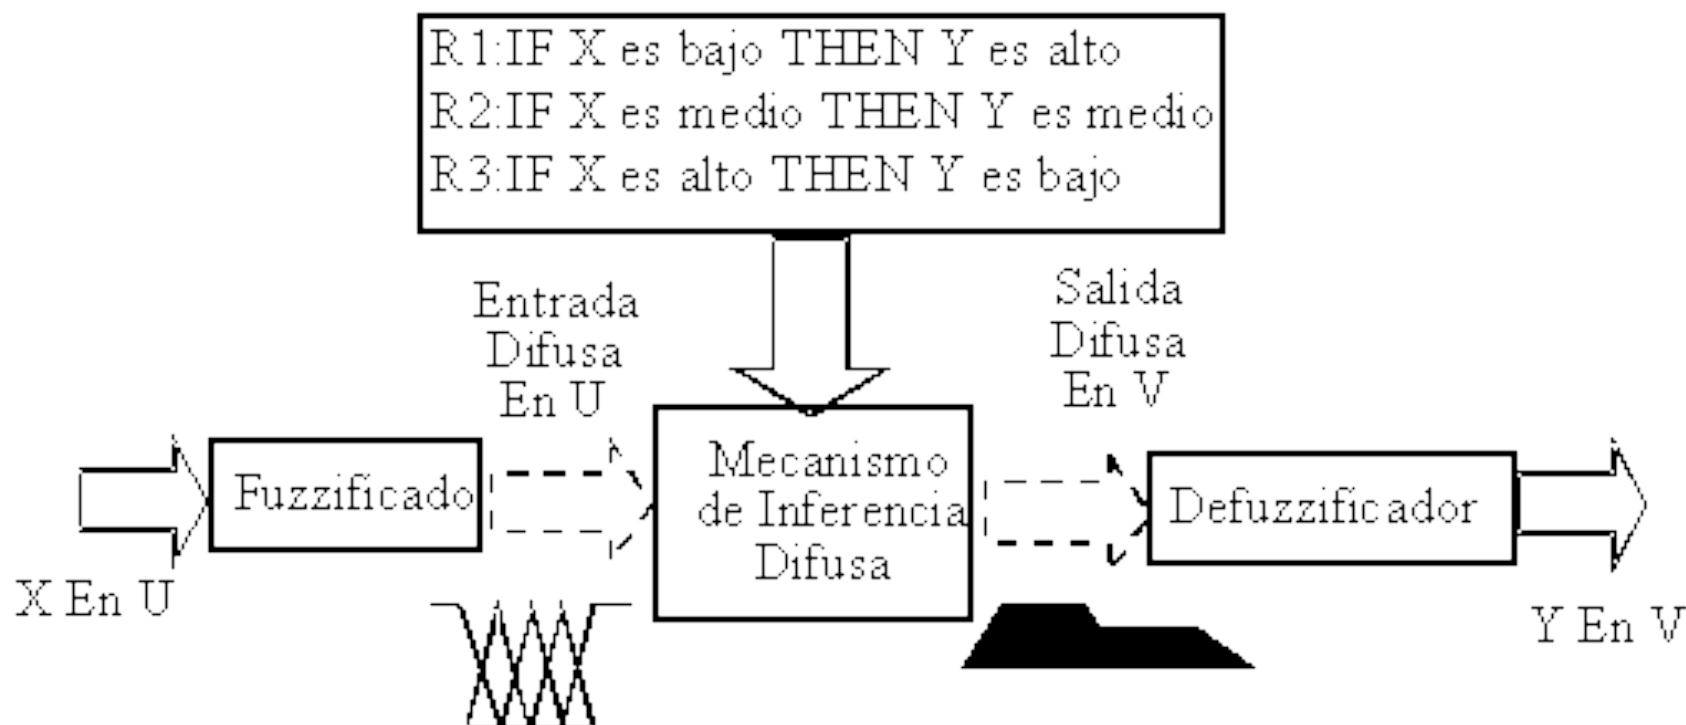 R1:IF X es bajo THEN Y es alto
R2:IF X es medio THEN Y es medio
R3:IF X es alto THEN Y es bajo
Entrada
Difusa
En U
Salida
Difusa
En V
Fuzzificado
Mecanismo
de Inferencia
Difusa
Defuzzificador
X En U
Y En V